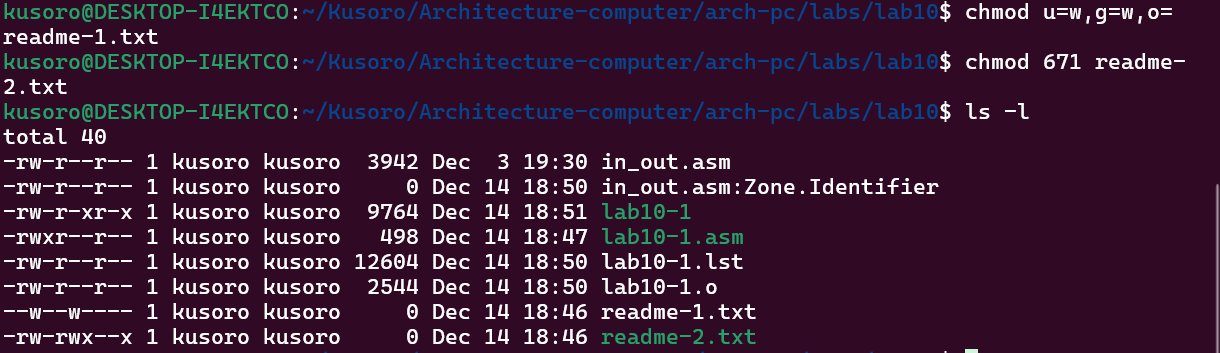 kusoro@DESKTOP-I4EKTCO:~/Kusoro/Architecture-computer/arch-pc/labs/lab10$ chmod u=w,g=w,o=
readme-1.txt
kusoro@DESKTOP-I4EKTCO:~/Kusoro/Architecture-computer/arch-pc/labs/lab10$ chmod 671 readme-
2.txt
kusoro@DESKTOP-I4EKTCO:~/Kusoro/Architecture-computer/arch-pc/labs/lab10$ ls -l
total 40
-rw-r--r-- 1 kusoro kusoro  3942 Dec  3 19:30 in_out.asm
-rw-r--r-- 1 kusoro kusoro     0 Dec 14 18:50 in_out.asm:Zone.Identifier
-rw-r-xr-x 1 kusoro kusoro  9764 Dec 14 18:51 lab10-1
-rwxr--r-- 1 kusoro kusoro   498 Dec 14 18:47 lab10-1.asm
-rw-r--r-- 1 kusoro kusoro 12604 Dec 14 18:50 lab10-1.lst
-rw-r--r-- 1 kusoro kusoro  2544 Dec 14 18:50 lab10-1.o
--w--w---- 1 kusoro kusoro     0 Dec 14 18:46 readme-1.txt
-rw-rwx--x 1 kusoro kusoro     0 Dec 14 18:46 readme-2.txt